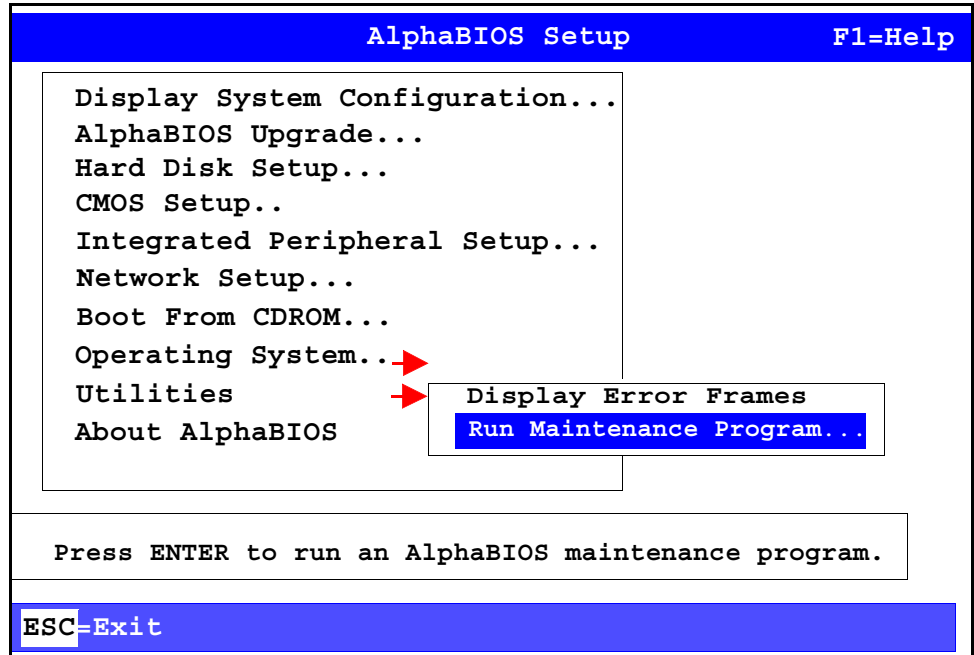 AlphaBIOS Setup F1=Help
Display System Configuration...
AlphaBIOS Upgrade...
Hard Disk Setup...
CMOS Setup..
Integrated Peripheral Setup...
Network Setup...
Boot From CDROM...
Operating System..
Utilities
Display Error Frames
About AlphaBIOS
Run Maintenance Program...
Press ENTER to run an AlphaBIOS maintenance program.
ESC=Exit